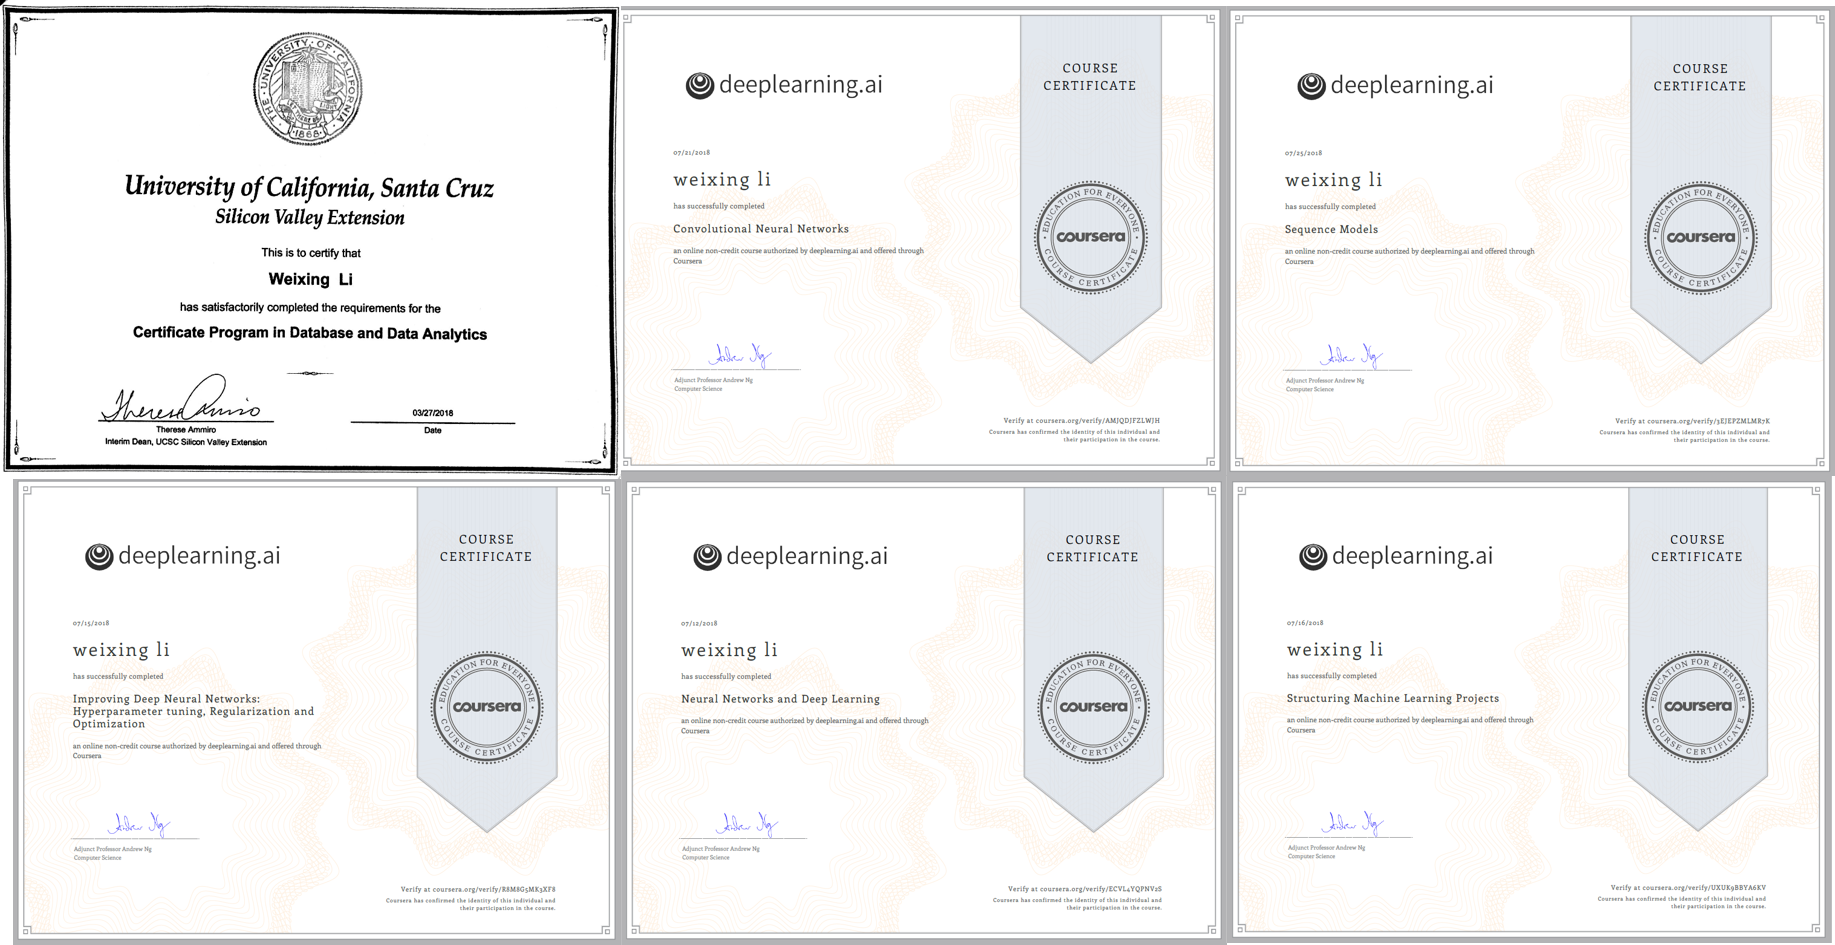 THE UNIVERSITY OF CALIFORNIA
1868
University of California, Santa Cruz
Silicon Valley Extension
This is to certify that
Weixing Li
has satisfactorily completed the requirements for the
Certificate Program in Database and Data Analytics
Therese Ammiro
03/27/2018
Therese Ammiro
Date
Interim Dean, UCSC Silicon Valley Extension
deeplearning.ai
COURSE
CERTIFICATE
07/21/2018
weixing li
has successfully completed
Convolutional Neural Networks
an online non-credit course authorized by deeplearning.ai and offered through
Coursera
EDUCATION FOR EVERYONE
coursera
COURSE CERTIFICATE
Andrew Ng
Adjunct Professor Andrew Ng
Computer Science
Verify at coursera.org/verify/AMJQDJFZLWJH
Coursera has confirmed the identity of this individual and
their participation in the course.
deeplearning.ai
COURSE
CERTIFICATE
07/25/2018
weixing li
has successfully completed
Sequence Models
an online non-credit course authorized by deeplearning.ai and offered through
Coursera
EDUCATION FOR EVERYONE
coursera
COURSE CERTIFICATE
Andrew Ng
Adjunct Professor Andrew Ng
Computer Science
Verify at coursera.org/verify/3EJEPZMLMR7K
Coursera has confirmed the identity of this individual and
their participation in the course.
deeplearning.ai
COURSE
CERTIFICATE
07/15/2018
weixing li
has successfully completed
Improving Deep Neural Networks:
Hyperparameter tuning, Regularization and
Optimization
an online non-credit course authorized by deeplearning.ai and offered through
Coursera
EDUCATION FOR EVERYONE
coursera
COURSE CERTIFICATE
Andrew Ng
Adjunct Professor Andrew Ng
Computer Science
Verify at coursera.org/verify/R8M8G5MK3XF8
Coursera has confirmed the identity of this individual and
their participation in the course.
deeplearning.ai
COURSE
CERTIFICATE
07/12/2018
weixing li
has successfully completed
Neural Networks and Deep Learning
an online non-credit course authorized by deeplearning.ai and offered through
Coursera
EDUCATION FOR EVERYONE
coursera
COURSE CERTIFICATE
Andrew Ng
Adjunct Professor Andrew Ng
Computer Science
Verify at coursera.org/verify/ECVL4YQPNV2S
Coursera has confirmed the identity of this individual and
their participation in the course.
deeplearning.ai
COURSE
CERTIFICATE
07/16/2018
weixing li
has successfully completed
Structuring Machine Learning Projects
an online non-credit course authorized by deeplearning.ai and offered through
Coursera
EDUCATION FOR EVERYONE
coursera
COURSE CERTIFICATE
Andrew Ng
Adjunct Professor Andrew Ng
Computer Science
Verify at coursera.org/verify/UXUK9BBYA6KV
Coursera has confirmed the identity of this individual and
their participation in the course.